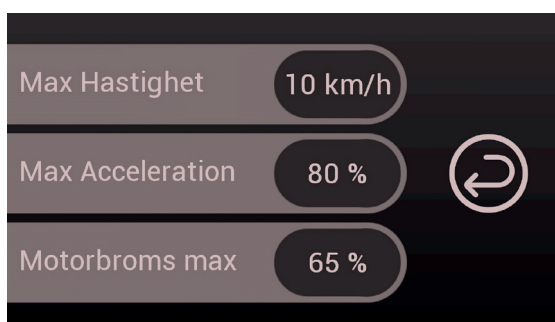 Max Hastighet 10 km/h
Max Acceleration 80 %
Motorbroms max 65 %